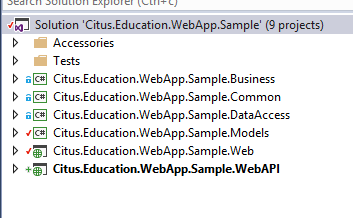 Search Solution Explorer (Ctrl+ç)
Solution 'Citus.Education.WebApp.Sample' (9 projects)
Accessories
Tests
Citus.Education.WebApp.Sample.Business
Citus.Education.WebApp.Sample.Common
Citus.Education.WebApp.Sample.DataAccess
Citus.Education.WebApp.Sample.Models
Citus.Education.WebApp.Sample.Web
Citus.Education.WebApp.Sample.WebAPI